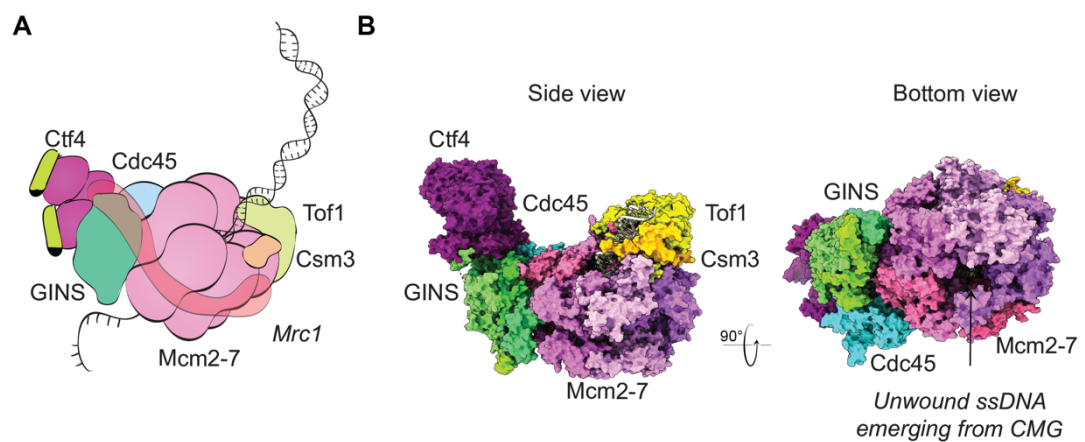 A
Ctf4
Cdc45
Tof1
Csm3
GINS
Mrc1
Mcm2-7
B
Side view
Ctf4
Cdc45
Tof1
Csm3
GINS
Mcm2-7
90°
Bottom view
GINS
Cdc45
Mcm2-7
Unwound ssDNA
emerging from CMG